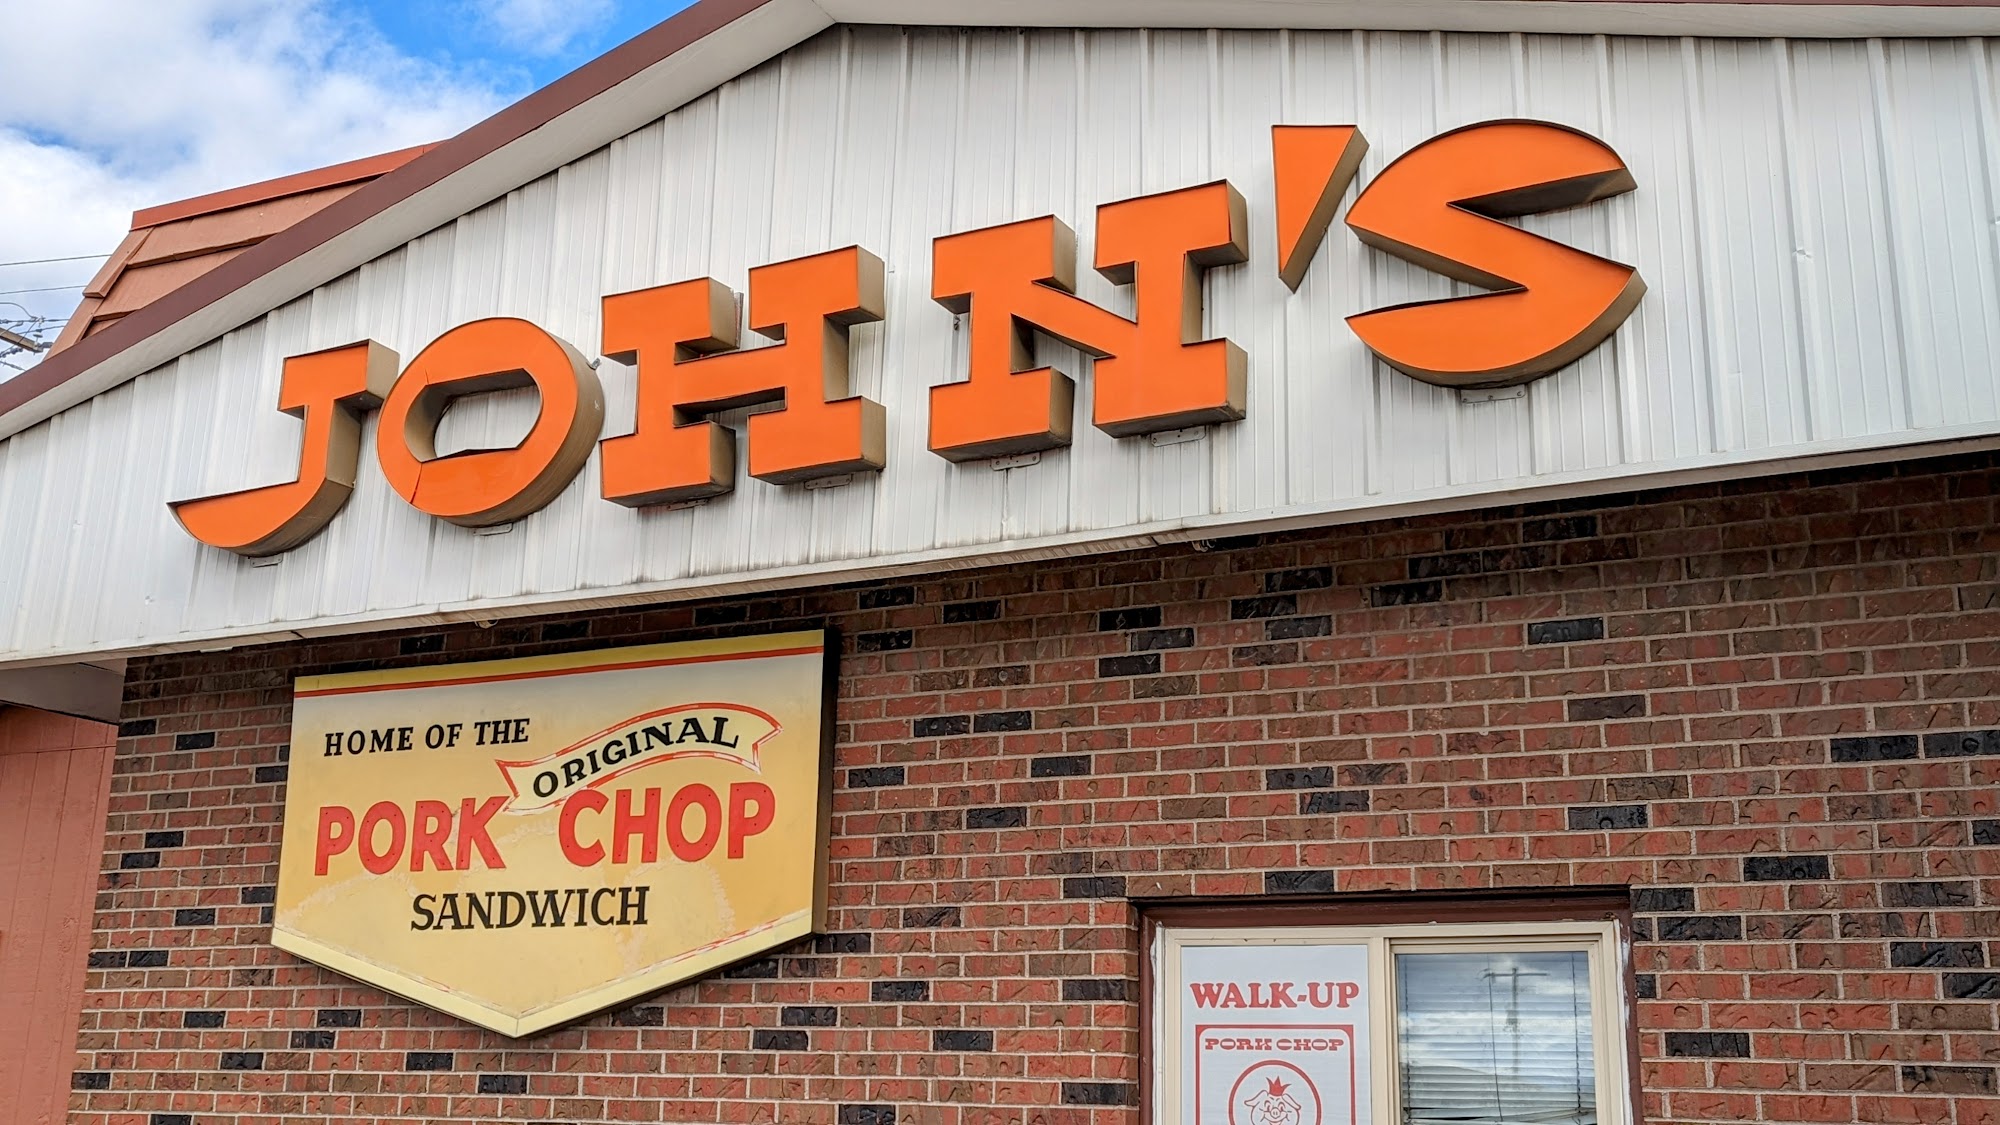 JOHN'S
HOME OF THE
ORIGINAL
PORK CHOP
SANDWICH
WALK-UP
PORK CHOP